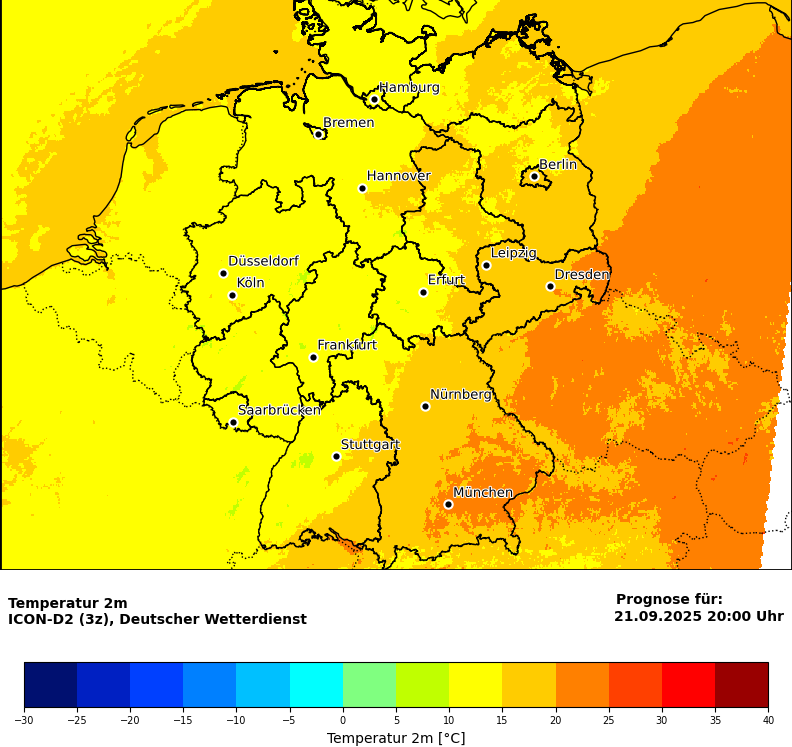 Hamburg
Bremen
Berlin
Hannover
Düsseldorf
Leipzig
Köln
Erfurt
Dresden
Frankfurt
Nürnberg
Saarbrücken
Stuttgart
München
Temperatur 2m
ICON-D2 (3z), Deutscher Wetterdienst
Prognose für:
21.09.2025 20:00 Uhr
−30 −25 −20 −15 −10 −5 0 5 10 15 20 25 30 35 40
Temperatur 2m [°C]